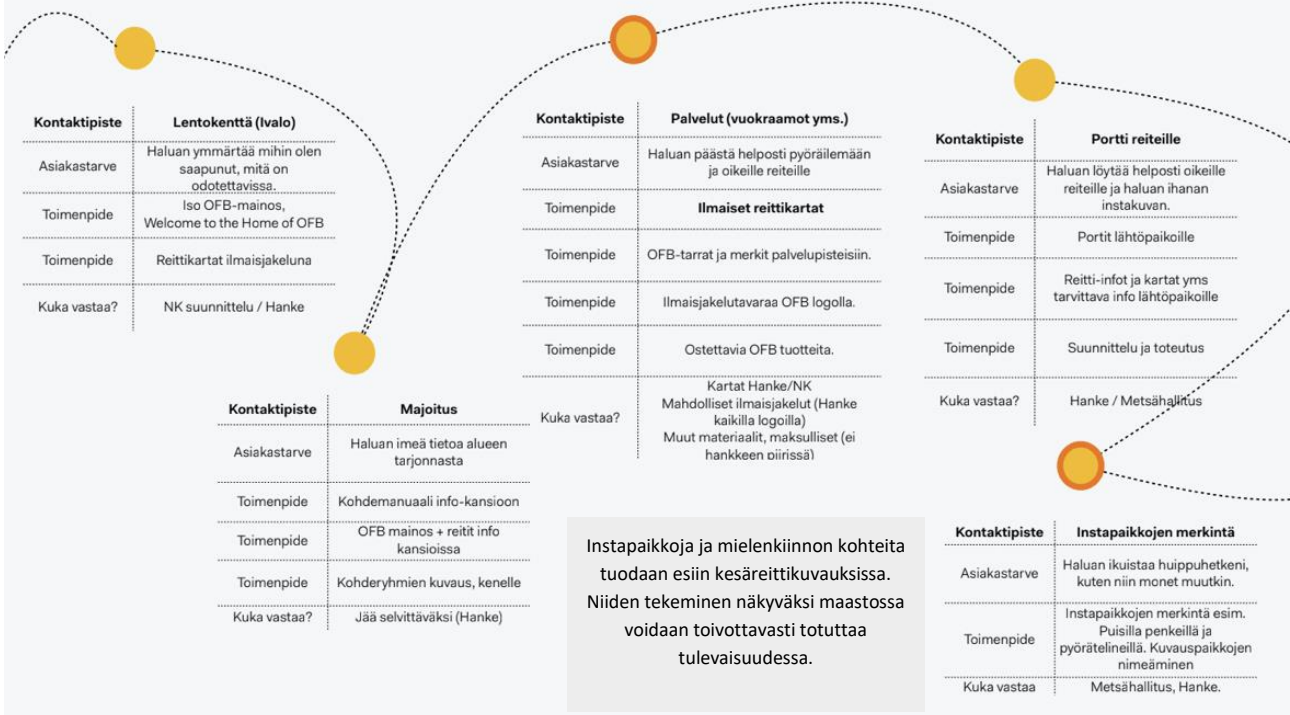 Kontaktipiste Lentokenttä (Ivalo)
Asiakastarve Haluan ymmärtää mihin olen
saapunut, mitä on
odotettavissa.
Toimenpide Iso OFB-mainos,
Welcome to the Home of OFB
Toimenpide Reittikartat ilmaisjakeluna
Kuka vastaa? NK suunnittelu / Hanke
Kontaktipiste Majoitus
Asiakastarve Haluan imeä tietoa alueen
tarjonnasta
Toimenpide Kohdemanuaali info-kansioon
Toimenpide OFB mainos + reitit info
kansioissa
Toimenpide Kohderyhmien kuvaus, kenelle
Kuka vastaa? Jää selvittäväksi (Hanke)
Kontaktipiste Palvelut (vuokraamot yms.)
Asiakastarve Haluan päästä helposti pyöräilemään
ja oikeille reiteille
Toimenpide Ilmaiset reittikartat
Toimenpide OFB-tarrat ja merkit palvelupisteisiin.
Toimenpide Ilmaisjakelutavaraa OFB logolla.
Toimenpide Ostettavia OFB tuotteita.
Kuka vastaa? Kartat Hanke/NK
Mahdolliset ilmaisjakelut (Hanke
kaikilla logoilla)
Muut materiaalit, maksulliset (ei
hankkeen piirissä)
Instapaikkoja ja mielenkiinnon kohteita
tuodaan esiin kesäreittikuvauksissa.
Niiden tekeminen näkyväksi maastossa
voidaan toivottavasti totuttaa
tulevaisuudessa.
Kontaktipiste Portti reiteille
Asiakastarve Haluan löytää helposti oikeille
reiteille ja haluan ihanan
instakuvan.
Toimenpide Portit lähtöpaikoille
Toimenpide Reitti-infot ja kartat yms
tarvittava info lähtöpaikoille
Toimenpide Suunnittelu ja toteutus
Kuka vastaa? Hanke / Metsähallitus
Kontaktipiste Instapaikkojen merkintä
Asiakastarve Haluan ikuistaa huippuhetkeni,
kuten niin monet muutkin.
Toimenpide Instapaikkojen merkintä esim.
Puisilla penkeillä ja
pyörätelineillä. Kuvauspaikkojen
nimeäminen
Kuka vastaa Metsähallitus, Hanke.